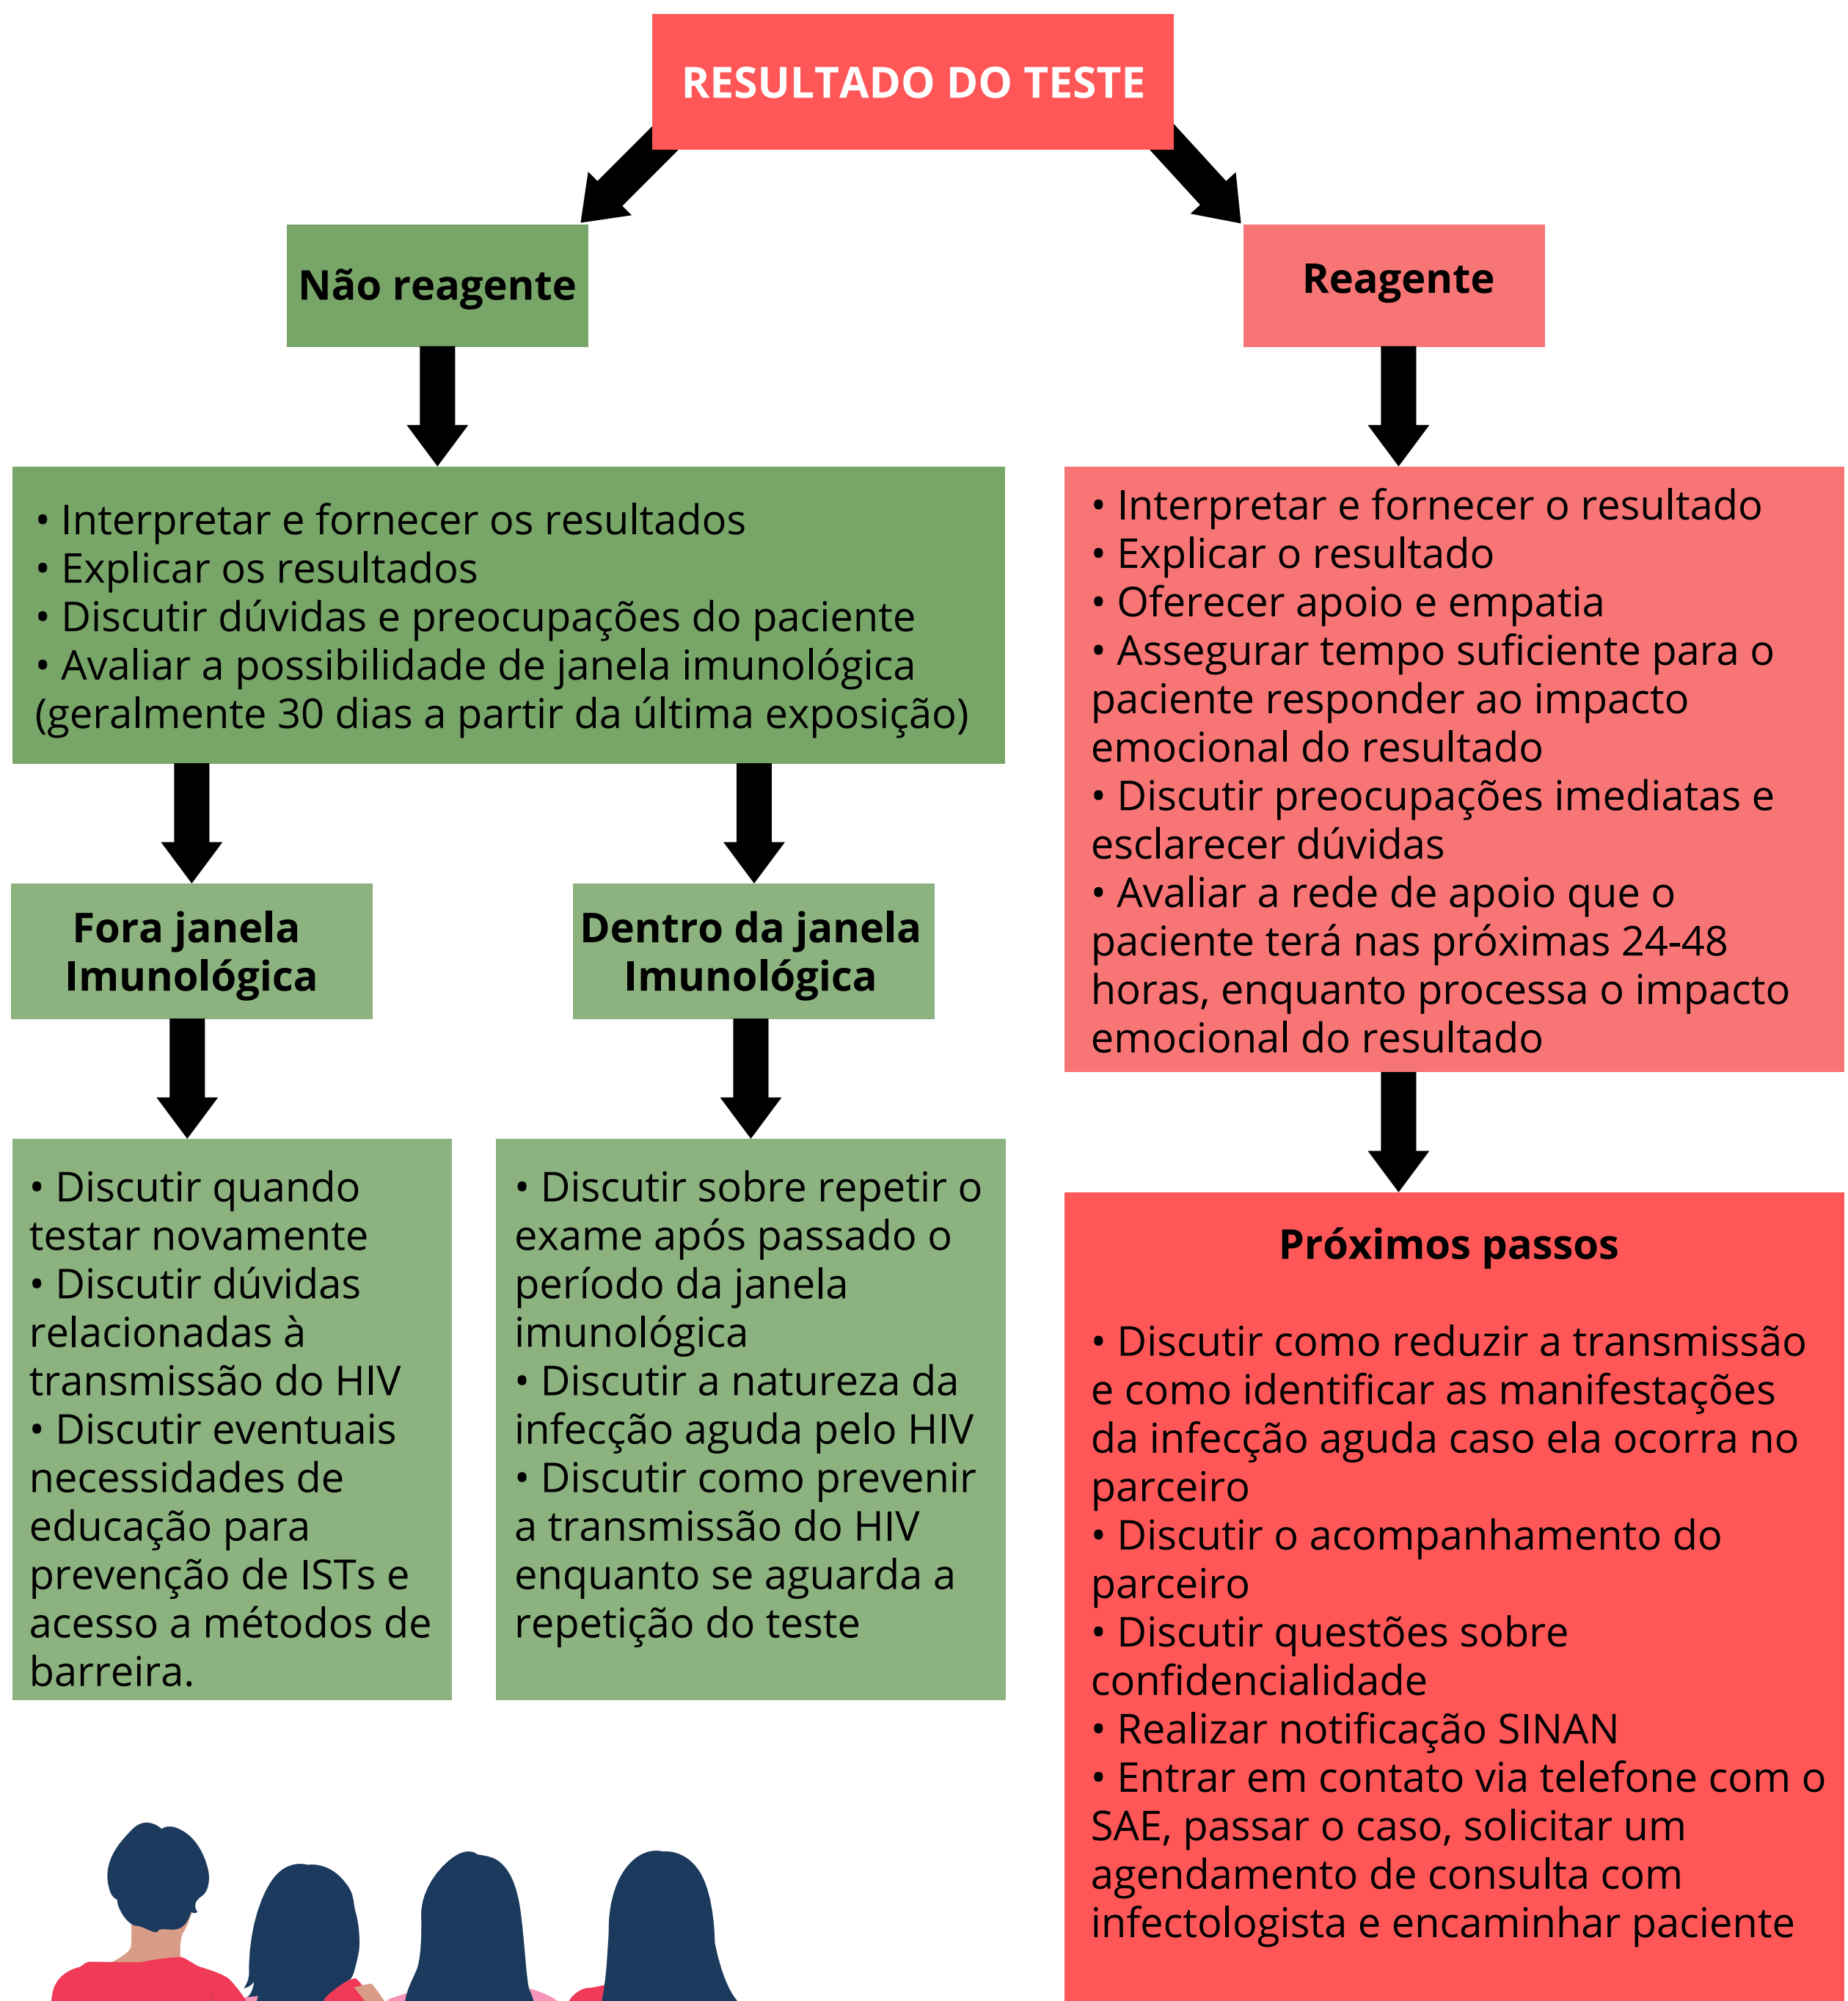 RESULTADO DO TESTE
Não reagente
Reagente
• Interpretar e fornecer os resultados
• Explicar os resultados
• Discutir dúvidas e preocupações do paciente
• Avaliar a possibilidade de janela imunológica
(geralmente 30 dias a partir da última exposição)
• Interpretar e fornecer o resultado
• Explicar o resultado
• Oferecer apoio e empatia
• Assegurar tempo suficiente para o
paciente responder ao impacto
emocional do resultado
• Discutir preocupações imediatas e
esclarecer dúvidas
• Avaliar a rede de apoio que o
paciente terá nas próximas 24-48
horas, enquanto processa o impacto
emocional do resultado
Fora janela
Imunológica
Dentro da janela
Imunológica
• Discutir quando
testar novamente
• Discutir dúvidas
relacionadas à
transmissão do HIV
• Discutir eventuais
necessidades de
educação para
prevenção de ISTs e
acesso a métodos de
barreira.
• Discutir sobre repetir o
exame após passado o
período da janela
imunológica
• Discutir a natureza da
infecção aguda pelo HIV
• Discutir como prevenir
a transmissão do HIV
enquanto se aguarda a
repetição do teste
Próximos passos
• Discutir como reduzir a transmissão
e como identificar as manifestações
da infecção aguda caso ela ocorra no
parceiro
• Discutir o acompanhamento do
parceiro
• Discutir questões sobre
confidencialidade
• Realizar notificação SINAN
• Entrar em contato via telefone com o
SAE, passar o caso, solicitar um
agendamento de consulta com
infectologista e encaminhar paciente